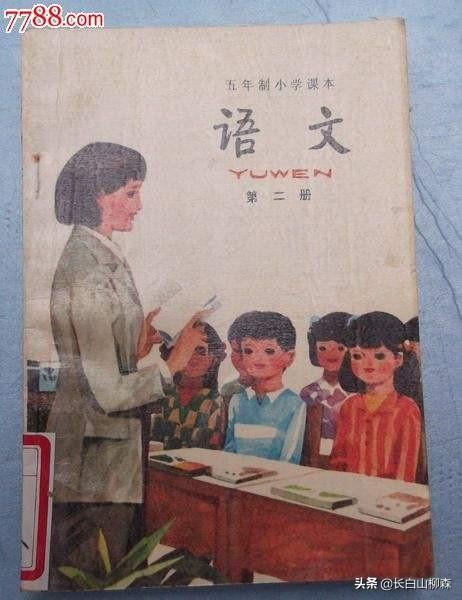 7788.com
五年制小学课本
语文
YUWEN
第二册
头条 @长白山柳森